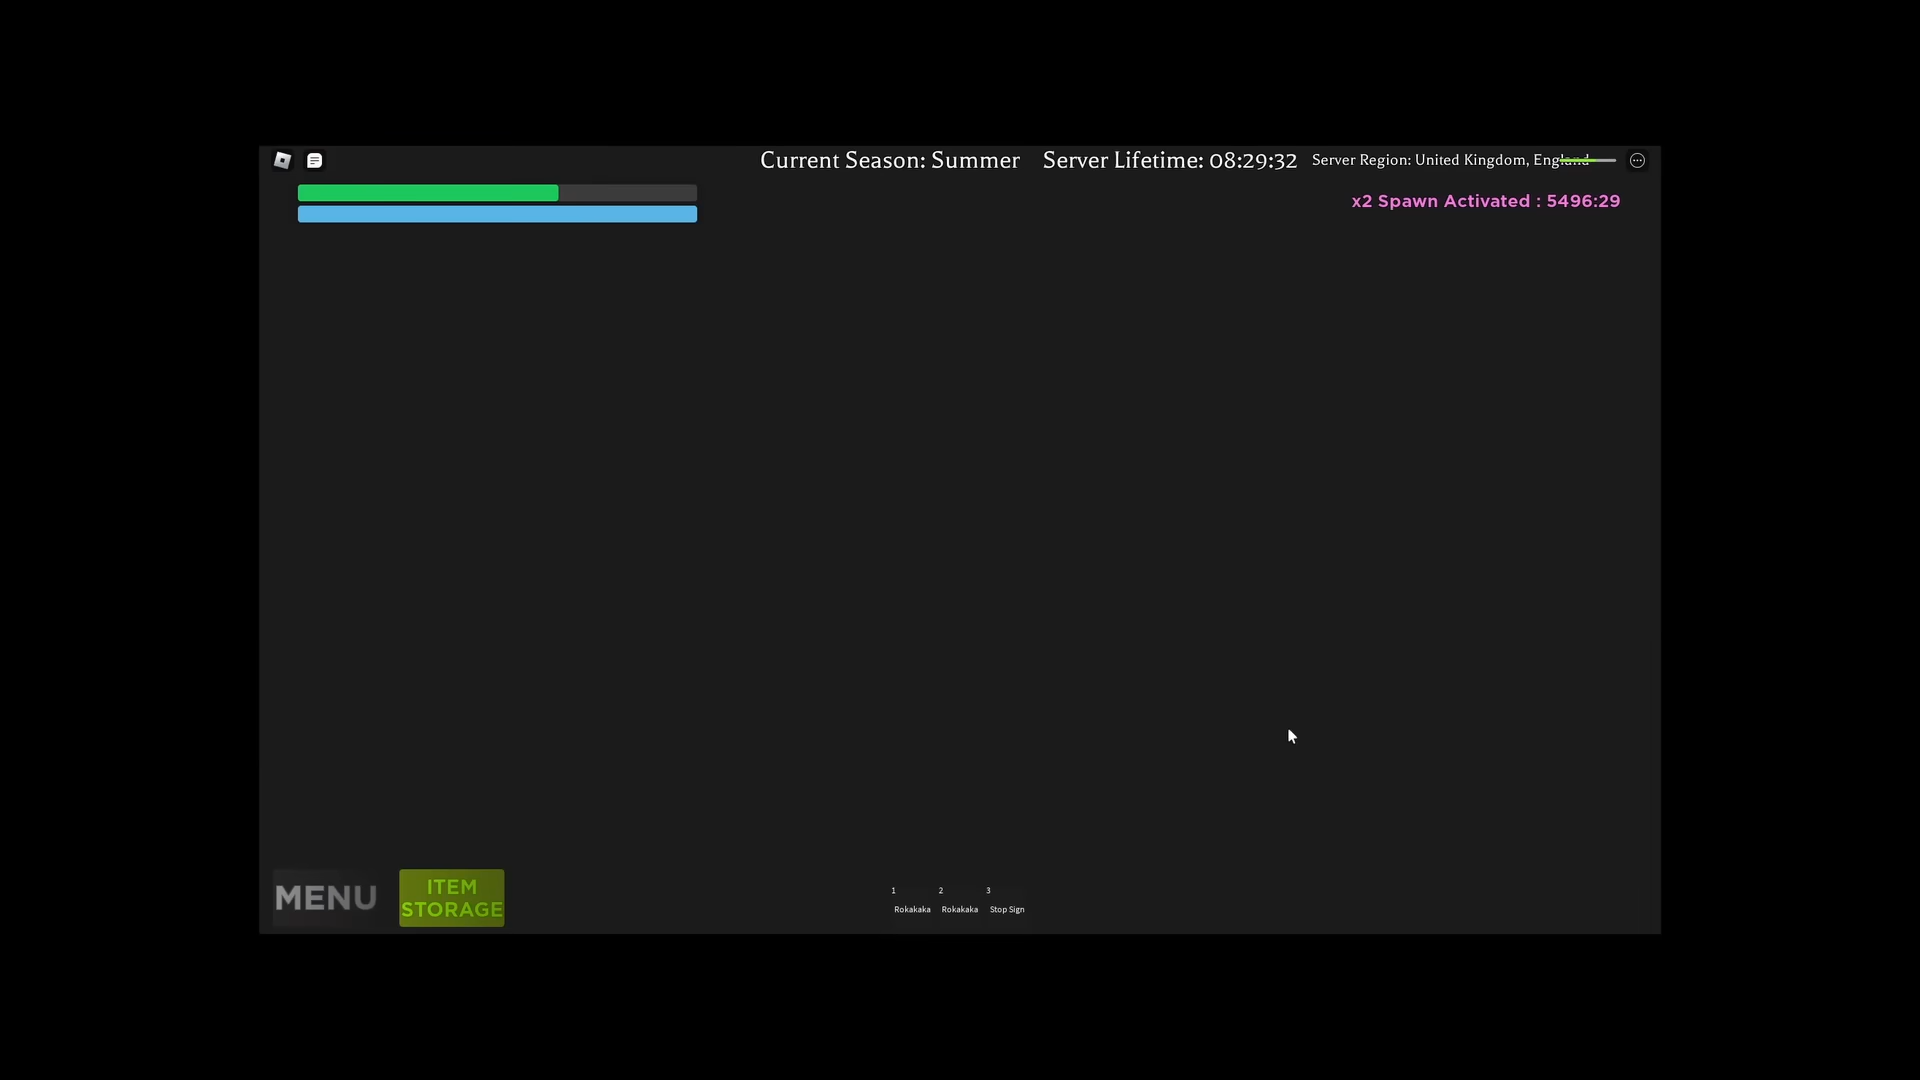 Current Season: Summer
Server Lifetime: 08:29:32
Server Region: United Kingdom, England
x2 Spawn Activated : 5496:29
MENU
ITEM
STORAGE
1
Rokakaka
2
Rokakaka
3
Stop Sign